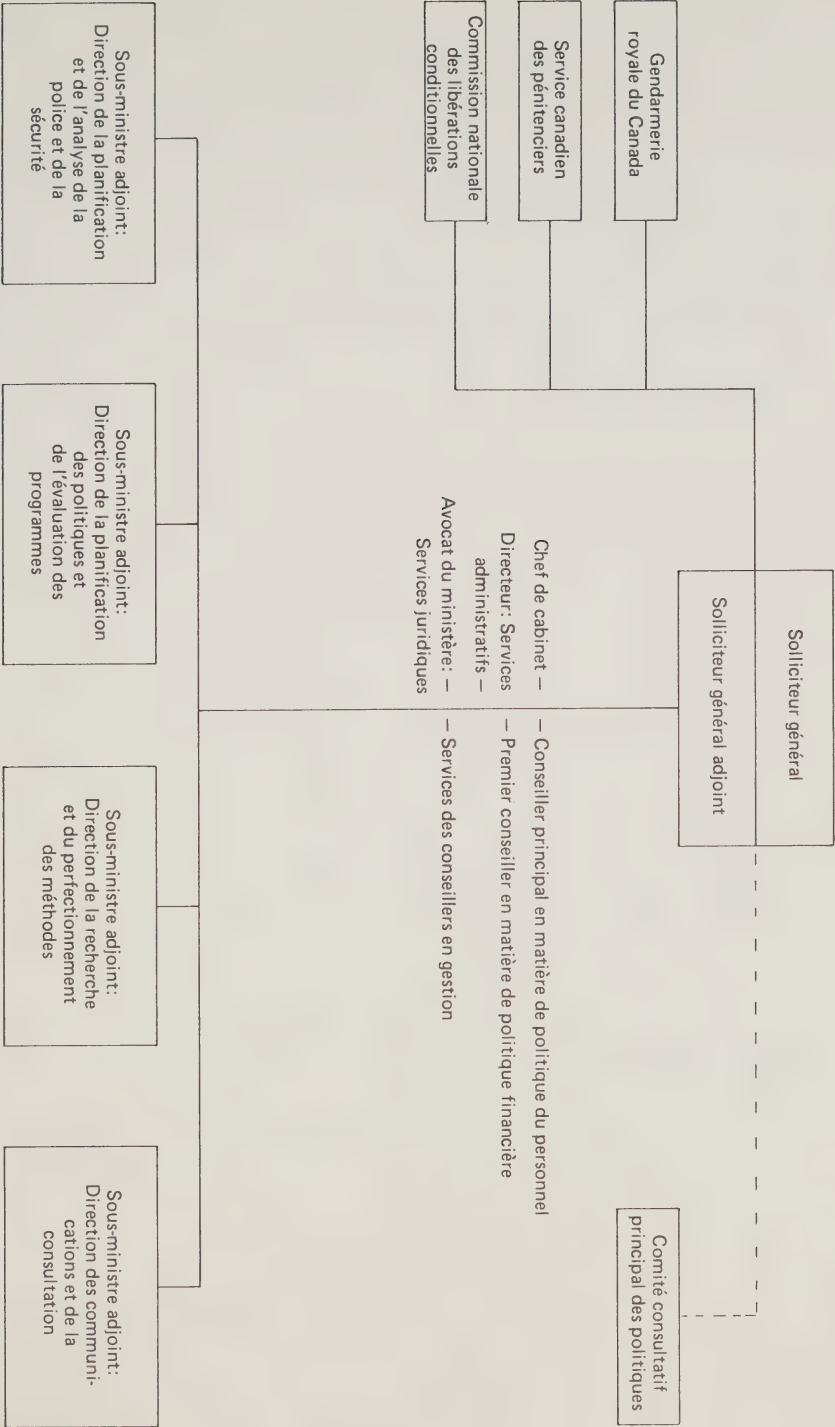 Solliciteur général
Solliciteur général adjoint
Comité consultatif
principal des politiques
Gendarmerie
royale du Canada
Service canadien
des pénitenciers
Commission nationale
des libérations
conditionnelles
Chef de cabinet —
Directeur: Services
administratifs —
Avocat du ministère: —
Services juridiques
— Conseiller principal en matière de politique du personnel
— Premier conseiller en matière de politique financière
— Services des conseillers en gestion
Sous-ministre adjoint:
Direction de la planification
et de l'analyse de la
police et de la
sécurité
Sous-ministre adjoint:
Direction de la planification
des politiques et
de l'évaluation des
programmes
Sous-ministre adjoint:
Direction de la recherche
et du perfectionnement
des méthodes
Sous-ministre adjoint:
Direction des communi-
cations et de la
consultation